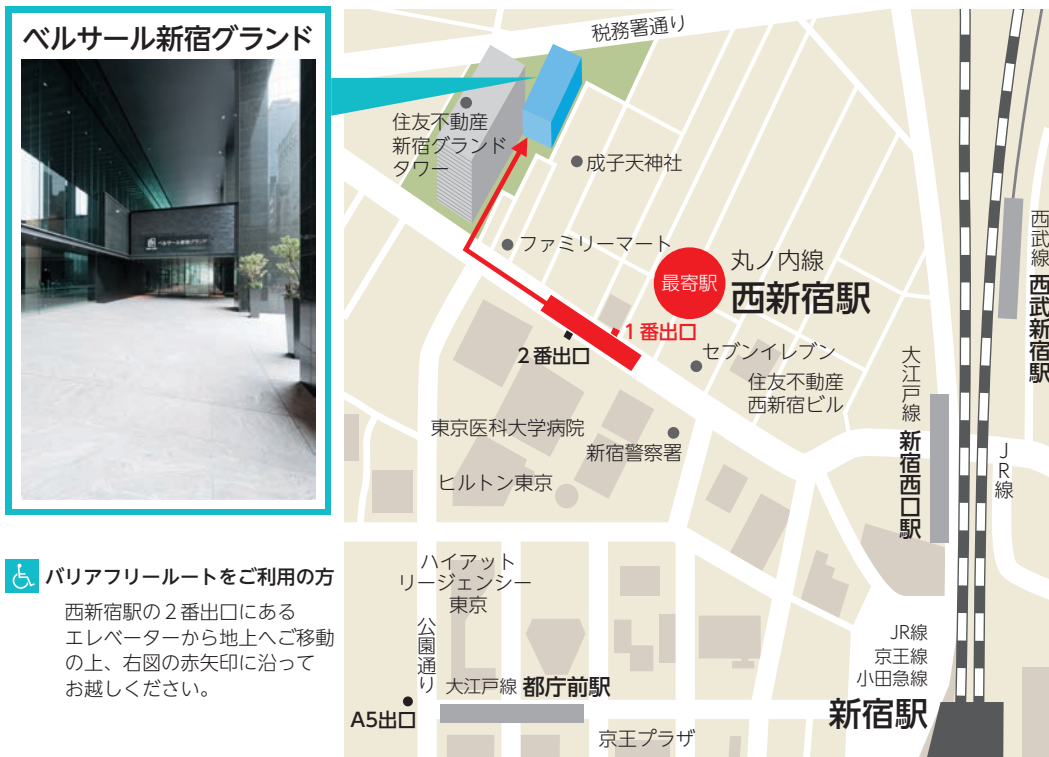 ベルサール新宿グランド
ベルサール新宿グランド
バリアフリールートをご利用の方
西新宿駅の2番出口にある
エレベーターから地上へご移動
の上、右図の赤矢印に沿って
お越しください。
税務署通り
住友不動産
新宿グランド
タワー
成子天神社
ファミリーマート
最寄駅
丸ノ内線
西新宿駅
1番出口
2番出口
セブンイレブン
住友不動産
西新宿ビル
東京医科大学病院
新宿警察署
ヒルトン東京
西武線
西武新宿駅
大江戸線
新宿西口駅
JR線
ハイアット
リージェンシー
東京
公園通り
大江戸線 都庁前駅
A5出口
京王プラザ
JR線
京王線
小田急線
新宿駅